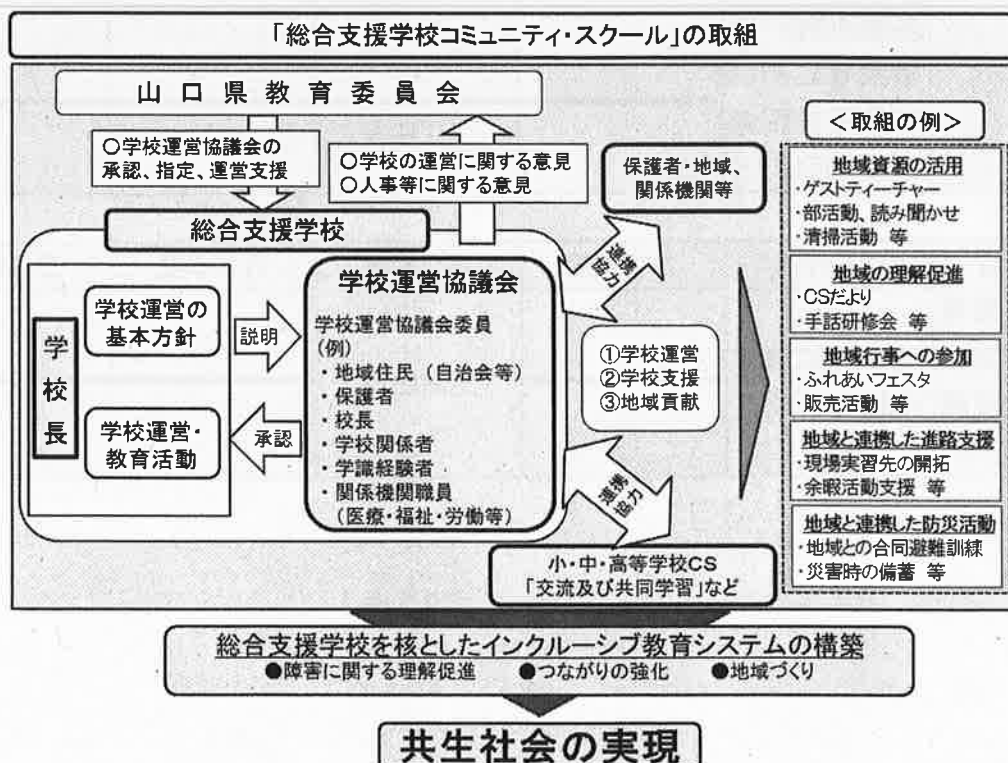 「総合支援学校コミュニティ・スクール」の取組
山口県教育委員会
○学校運営協議会の
承認、指定、運営支援
○学校の運営に関する意見
○人事等に関する意見
保護者・地域、
関係機関等
総合支援学校
連携
協力
学校長
学校運営の
基本方針
説明
学校運営・
教育活動
承認
学校運営協議会
学校運営協議会委員
(例)
・地域住民(自治会等)
・保護者
・校長
・学校関係者
・学識経験者
・関係機関職員
(医療・福祉・労働等)
①学校運営
②学校支援
③地域貢献
連携
協力
小・中・高等学校CS
「交流及び共同学習」など
<取組の例>
地域資源の活用
・ゲストティーチャー
・部活動、読み聞かせ
・清掃活動 等
地域の理解促進
・CSだより
・手話研修会 等
地域行事への参加
・ふれあいフェスタ
・販売活動 等
地域と連携した進路支援
・現場実習先の開拓
・余暇活動支援 等
地域と連携した防災活動
・地域との合同避難訓練
・災害時の備蓄 等
総合支援学校を核としたインクルーシブ教育システムの構築
●障害に関する理解促進 ●つながりの強化 ●地域づくり
共生社会の実現